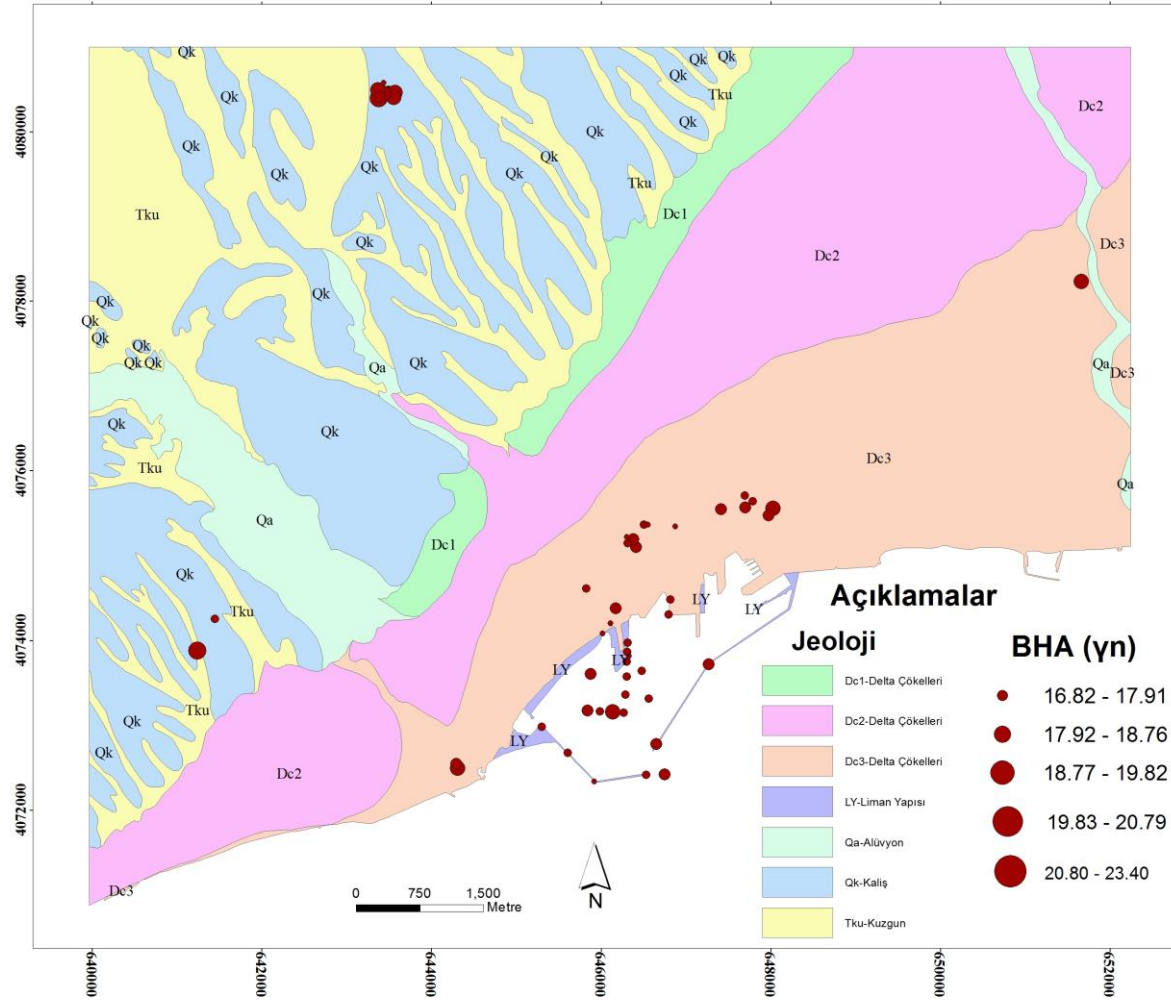 Qk
Qk
Qk
Qk
Qk
Tku
Qk
Dc1
Dc2
Qk
Qk
Qk
Qk
Qk
Qk
Qk
Tku
Tku
Dc1
Qk
Dc3
Dc2
Qk
Qk
Qk
Qk
Qk
Qk
Qk
Qk
Qa
Qa
Dc3
Qk
Qk
Tku
Dc3
Qa
Qa
Dc1
Qk
Tku
LY
LY
LY
LY
Tku
Qk
LY
Qk
Dc2
Dc3
Açıklamalar
Jeoloji
Dc1-Delta Çökelleri
Dc2-Delta Çökelleri
Dc3-Delta Çökelleri
LY-Liman Yapısı
Qa-Alüvyon
Qk-Kaliş
Tku-Kuzgun
BHA (γn)
16.82 - 17.91
17.92 - 18.76
18.77 - 19.82
19.83 - 20.79
20.80 - 23.40
0 750 1,500
Metre
N
4080000
4078000
4076000
4074000
4072000
640000
642000
644000
646000
648000
650000
652000